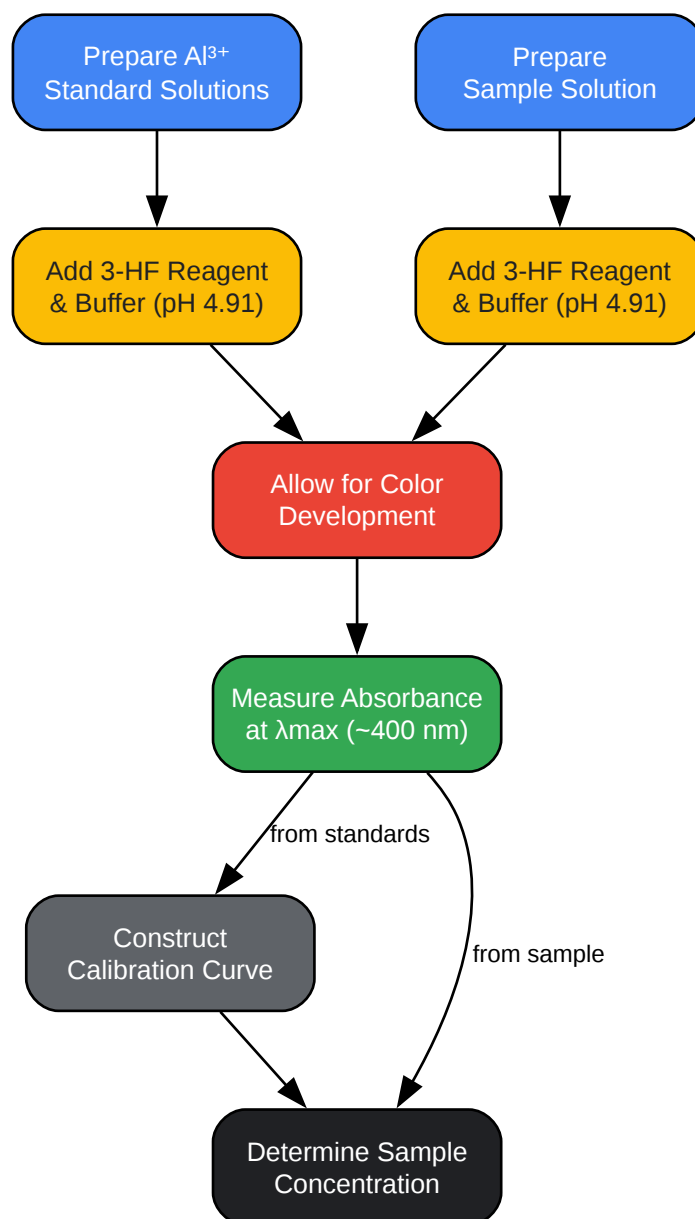 Prepare Al³⁺
Standard Solutions
Prepare
Sample Solution
Add 3-HF Reagent
& Buffer (pH 4.91)
Add 3-HF Reagent
& Buffer (pH 4.91)
Allow for Color
Development
Measure Absorbance
at λmax (~400 nm)
from standards
Construct
Calibration Curve
from sample
Determine Sample
Concentration